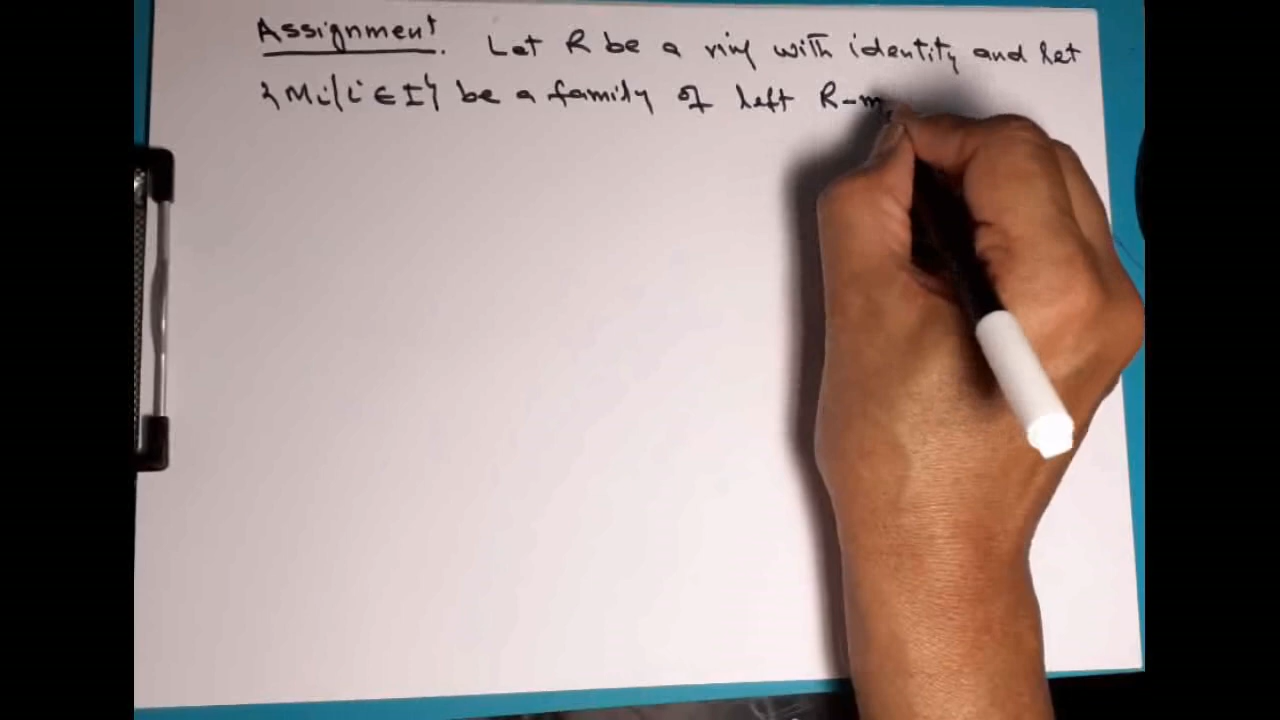 Assignment. Let R be a ring with identity and let
{Mi/i ∈ I} be a family of left R-m